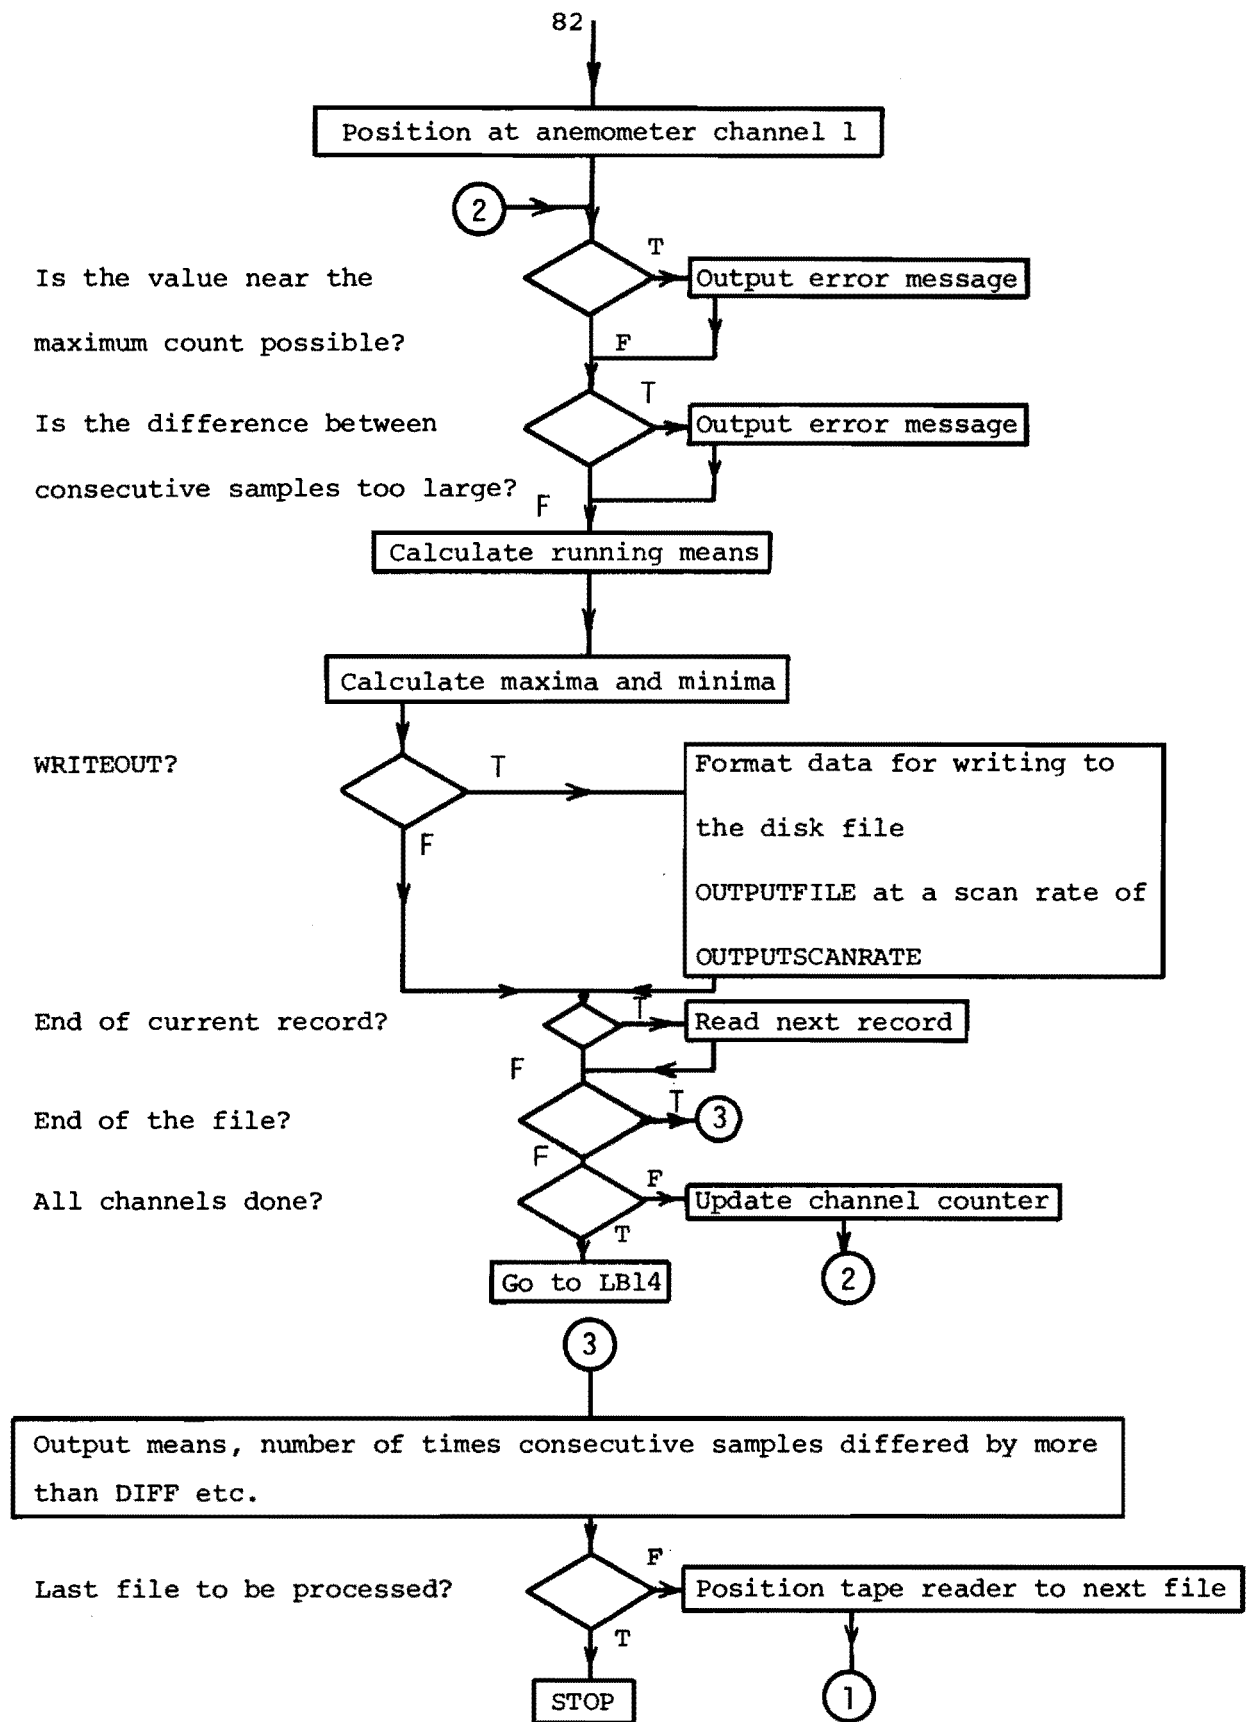 82
Position at anemometer channel 1
2
T
Is the value near the
Output error message
maximum count possible?
F
T
Is the difference between
Output error message
consecutive samples too large?
F
Calculate running means
Calculate maxima and minima
WRITEOUT?
T
Format data for writing to
the disk file
F
OUTPUTFILE at a scan rate of
OUTPUTSCANRATE
End of current record?
T
Read next record
F
End of the file?
T
3
F
All channels done?
F
Update channel counter
T
Go to LB14
2
3
Output means, number of times consecutive samples differed by more
than DIFF etc.
Last file to be processed?
F
Position tape reader to next file
T
STOP
1